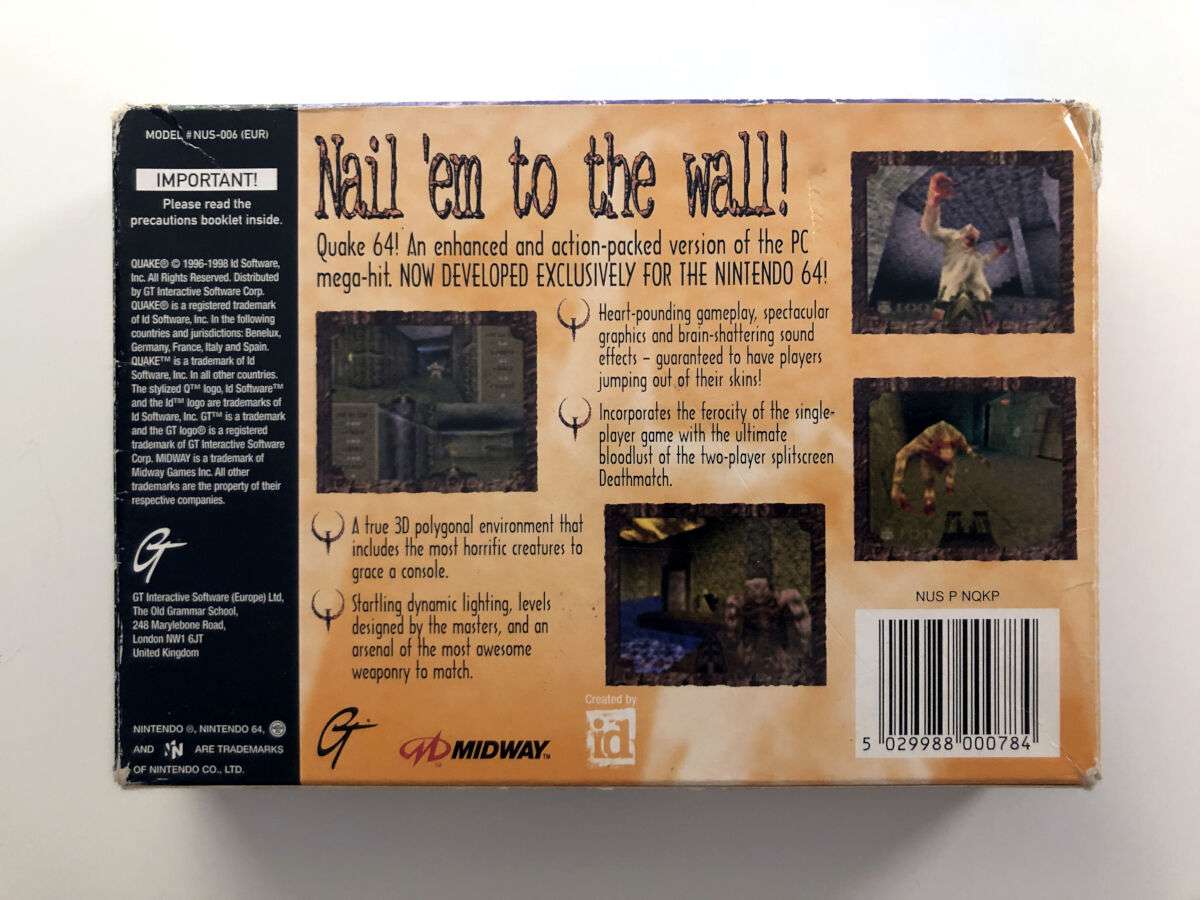 MODEL # NUS-006 (EUR)
IMPORTANT!
Please read the
precautions booklet inside.
QUAKE® © 1996-1998 Id Software,
Inc. All Rights Reserved. Distributed
by GT Interactive Software Corp.
QUAKE® is a registered trademark
of Id Software, Inc. In the following
countries and jurisdictions: Benelux,
Germany, France, Italy and Spain.
QUAKE™ is a trademark of Id
Software, Inc. In all other countries.
The stylized Q™ logo, Id Software™
and the Id™ logo are trademarks of
Id Software, Inc. GT™ is a trademark
and the GT logo® is a registered
trademark of GT Interactive Software
Corp. MIDWAY is a trademark of
Midway Games Inc. All other
trademarks are the property of their
respective companies.
GT
GT Interactive Software (Europe) Ltd,
The Old Grammar School,
248 Marylebone Road,
London NW1 6JT
United Kingdom
NINTENDO ®, NINTENDO 64,
AND N ARE TRADEMARKS
OF NINTENDO CO., LTD.
Nail 'em to the wall!
Quake 64! An enhanced and action-packed version of the PC
mega-hit. NOW DEVELOPED EXCLUSIVELY FOR THE NINTENDO 64!
Heart-pounding gameplay, spectacular
graphics and brain-shattering sound
effects – guaranteed to have players
jumping out of their skins!
Incorporates the ferocity of the single-
player game with the ultimate
bloodlust of the two-player splitscreen
Deathmatch.
A true 3D polygonal environment that
includes the most horrific creatures to
grace a console.
Startling dynamic lighting, levels
designed by the masters, and an
arsenal of the most awesome
weaponry to match.
GT
MIDWAY™
Created by
id
NUS P NQKP
5 029988 000784